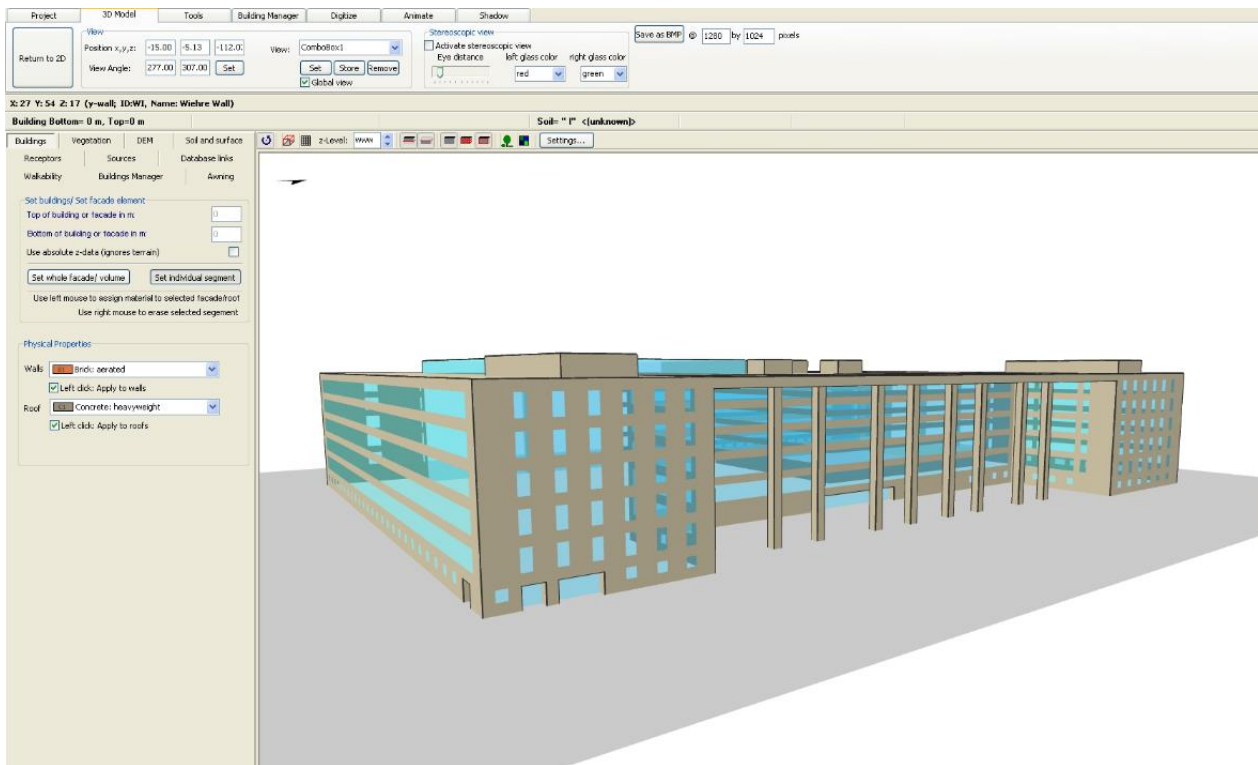 Project 3D Model Tools Building Manager Digitize Animate Shadow
Return to 2D
View
Position x,y,z: -15.00 -5.13 -112.0
View: ComboBox1
View Angle: 277.00 307.00 Set
Set Store Remove
Global view
Stereoscopic view
Activate stereoscopic view
Eye distance left glass color right glass color
red green
Save as BMP @ 1280 by 1024 pixels
X: 27 Y: 54 Z: 17 (y-wall; ID:WI, Name: Wiehre Wall)
Building Bottom= 0 m, Top=0 m Soil= " I" <(unknown)>
Buildings Vegetation DEM Soil and surface
Receptors Sources Database links
Walkability Buildings Manager Awning
z-Level: Settings...
Set buildings/ Set facade element
Top of building or facade in m: 0
Bottom of building or facade in m: 0
Use absolute z-data (ignores terrain)
Set whole facade/ volume Set individual segment
Use left mouse to assign material to selected facade/roof
Use right mouse to erase selected segement
Physical Properties
Walls Brick: aerated
Left click: Apply to walls
Roof Concrete: heavyweight
Left click: Apply to roofs